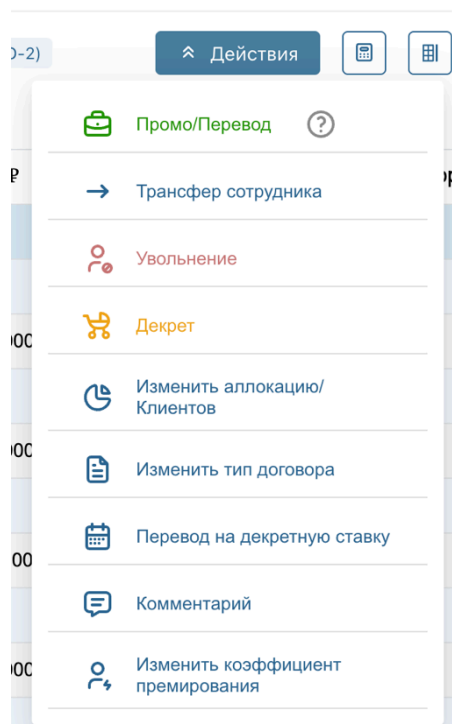 -2)
Действия
Промо/Перевод
?
₽
Трансфер сотрудника
Увольнение
Декрет
Изменить аллокацию/
Клиентов
Изменить тип договора
Перевод на декретную ставку
Комментарий
Изменить коэффициент
премирования